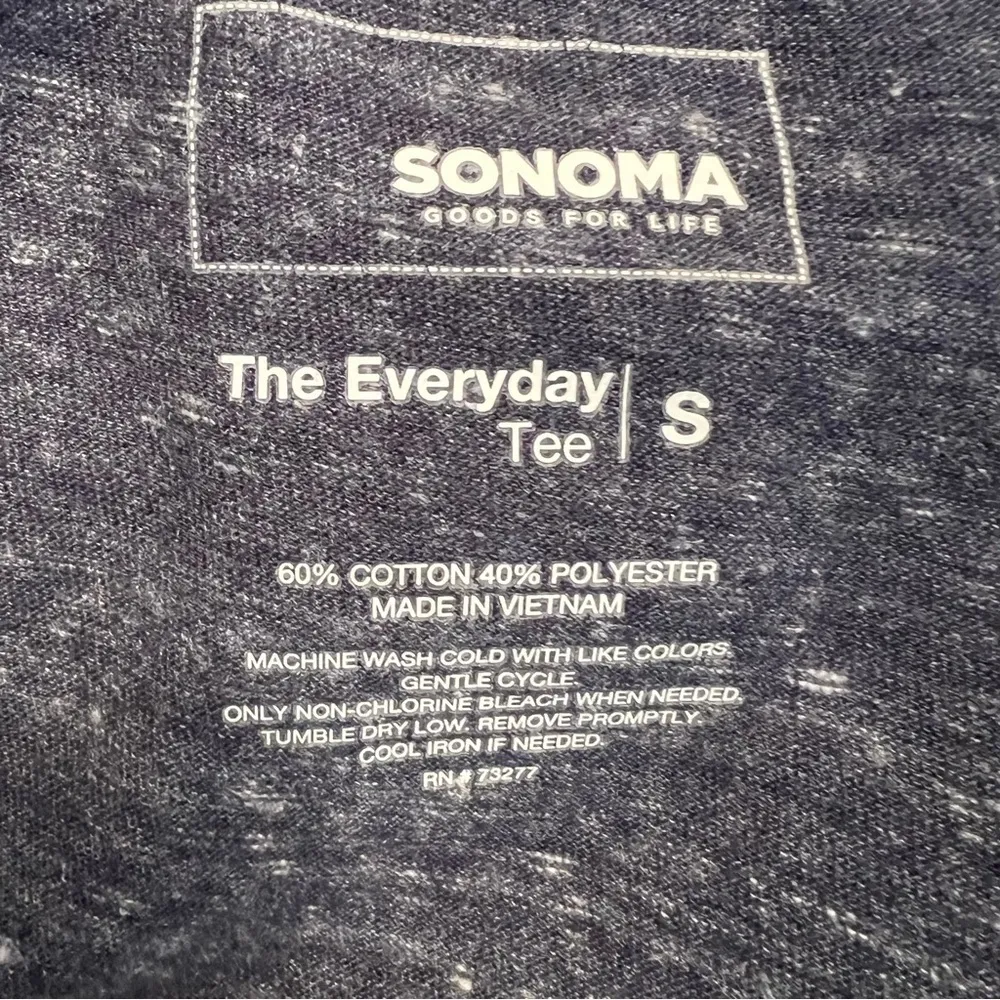 SONOMA
GOODS FOR LIFE
The Everyday
Tee
S
60% COTTON 40% POLYESTER
MADE IN VIETNAM
MACHINE WASH COLD WITH LIKE COLORS.
GENTLE CYCLE.
ONLY NON-CHLORINE BLEACH WHEN NEEDED.
TUMBLE DRY LOW. REMOVE PROMPTLY.
COOL IRON IF NEEDED.
RN# 73277